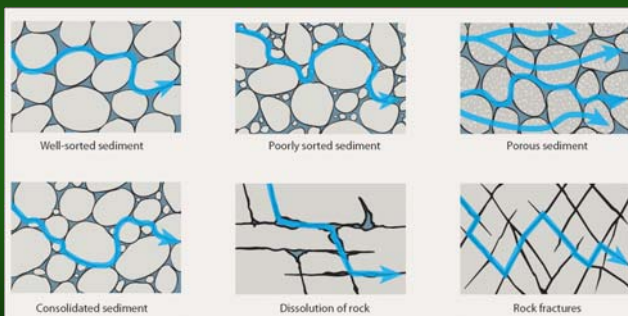 Well-sorted sediment
Poorly sorted sediment
Porous sediment
Consolidated sediment
Dissolution of rock
Rock fractures